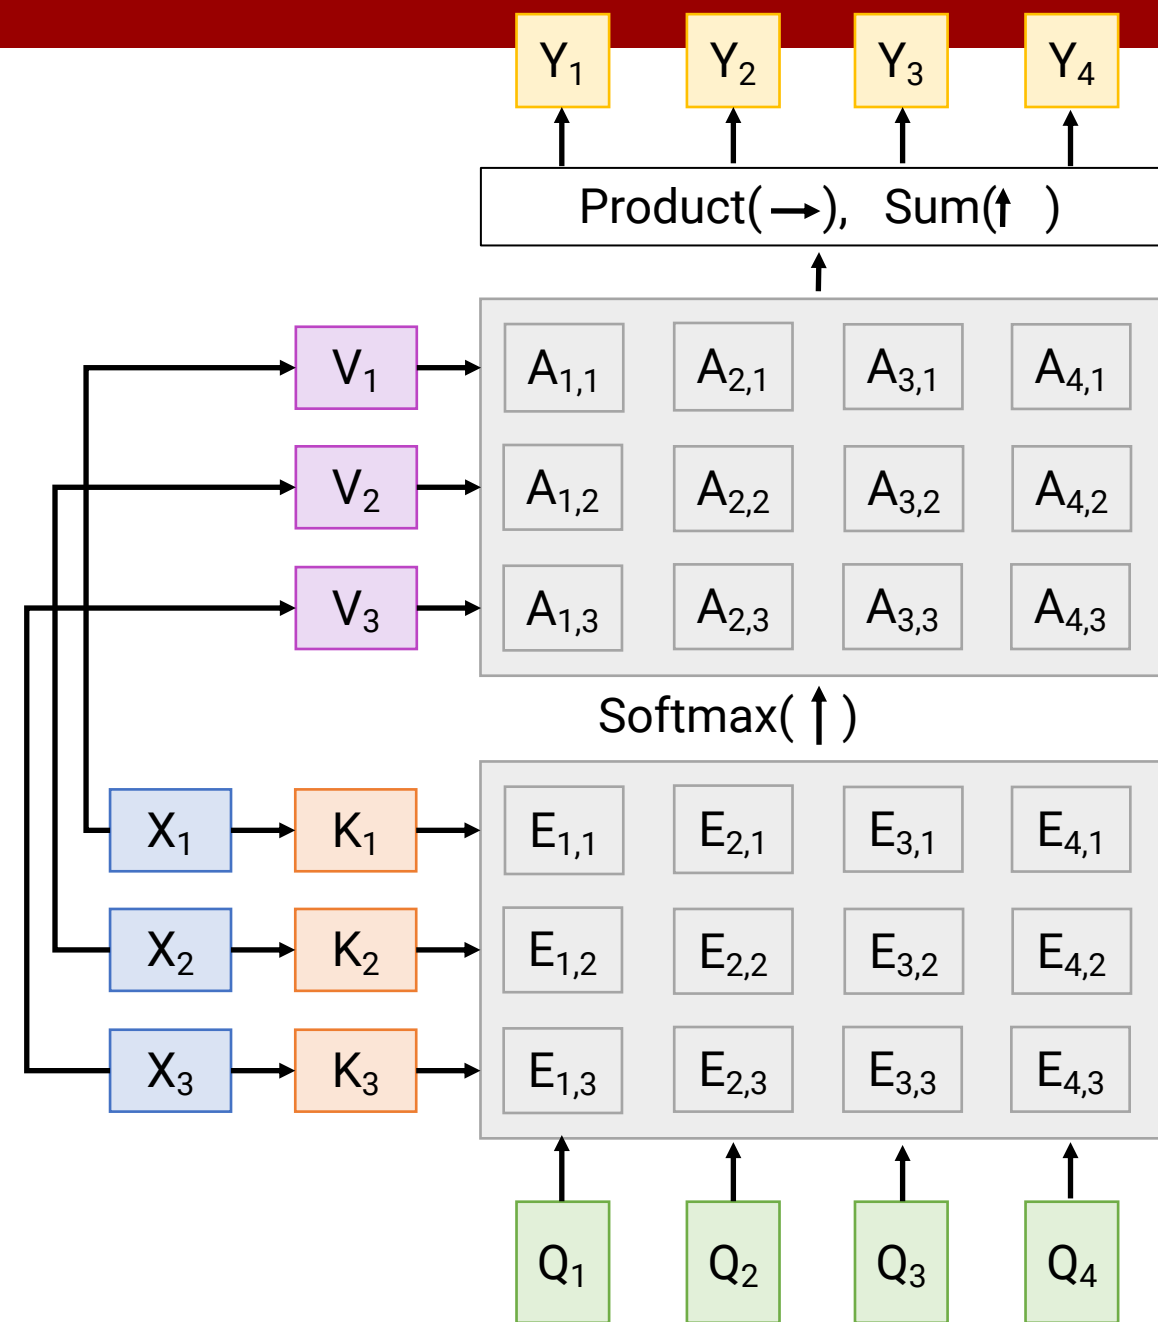 Y1 Y2 Y3 Y4
Product(→), Sum(↑ )
V1 A1,1 A2,1 A3,1 A4,1
V2 A1,2 A2,2 A3,2 A4,2
V3 A1,3 A2,3 A3,3 A4,3
Softmax( ↑ )
X1 K1 E1,1 E2,1 E3,1 E4,1
X2 K2 E1,2 E2,2 E3,2 E4,2
X3 K3 E1,3 E2,3 E3,3 E4,3
Q1 Q2 Q3 Q4